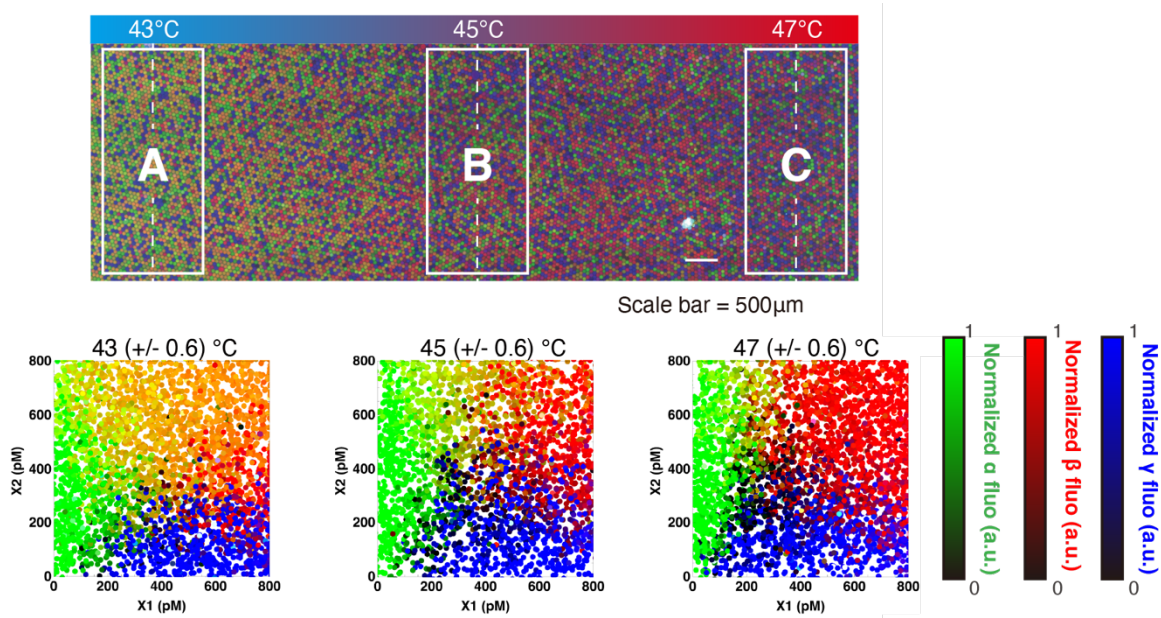 43°C 45°C 47°C
A B C
Scale bar = 500µm
43 (+/- 0.6) °C 45 (+/- 0.6) °C 47 (+/- 0.6) °C
800 800 800 1 1 1
600 600 600
X2 (pM) 400 X2 (pM) 400 X2 (pM) 400
200 200 200
0 0 0 0 0 0
0 200 400 600 800 0 200 400 600 800 0 200 400 600 800
X1 (pM) X1 (pM) X1 (pM)
Normalized α fluo (a.u.)
Normalized β fluo (a.u.)
Normalized γ fluo (a.u.)